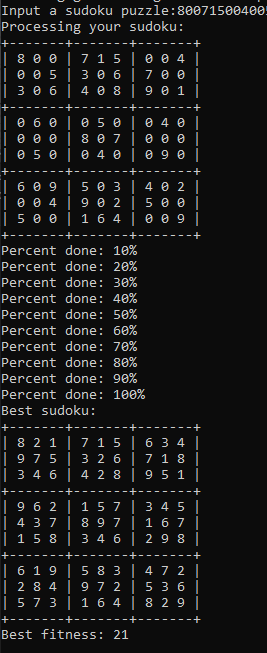 Input a sudoku puzzle:80071500400
Processing your sudoku:
+-------+-------+-------+
| 8 0 0 | 7 1 5 | 0 0 4 |
| 0 0 5 | 3 0 6 | 7 0 0 |
| 3 0 6 | 4 0 8 | 9 0 1 |
+-------+-------+-------+
| 0 6 0 | 0 5 0 | 0 4 0 |
| 0 0 0 | 8 0 7 | 0 0 0 |
| 0 5 0 | 0 4 0 | 0 9 0 |
+-------+-------+-------+
| 6 0 9 | 5 0 3 | 4 0 2 |
| 0 0 4 | 9 0 2 | 5 0 0 |
| 5 0 0 | 1 6 4 | 0 0 9 |
+-------+-------+-------+
Percent done: 10%
Percent done: 20%
Percent done: 30%
Percent done: 40%
Percent done: 50%
Percent done: 60%
Percent done: 70%
Percent done: 80%
Percent done: 90%
Percent done: 100%
Best sudoku:
+-------+-------+-------+
| 8 2 1 | 7 1 5 | 6 3 4 |
| 9 7 5 | 3 2 6 | 7 1 8 |
| 3 4 6 | 4 2 8 | 9 5 1 |
+-------+-------+-------+
| 9 6 2 | 1 5 7 | 3 4 5 |
| 4 3 7 | 8 9 7 | 1 6 7 |
| 1 5 8 | 3 4 6 | 2 9 8 |
+-------+-------+-------+
| 6 1 9 | 5 8 3 | 4 7 2 |
| 2 8 4 | 9 7 2 | 5 3 6 |
| 5 7 3 | 1 6 4 | 8 2 9 |
+-------+-------+-------+
Best fitness: 21